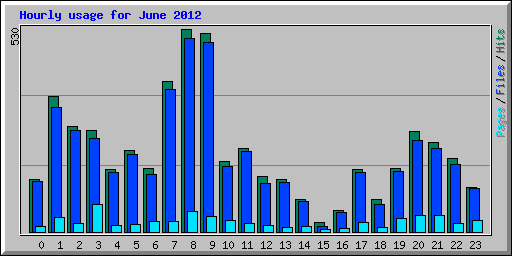 Hourly usage for June 2012
530
Pages/Files/Hits
0 1 2 3 4 5 6 7 8 9 10 11 12 13 14 15 16 17 18 19 20 21 22 23